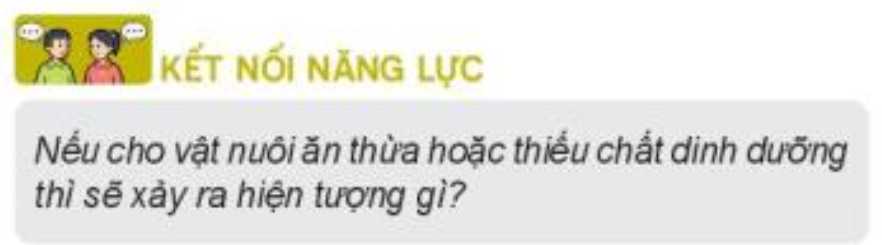 KẾT NỐI NĂNG LỰC
Nếu cho vật nuôi ăn thừa hoặc thiếu chất dinh dưỡng
thì sẽ xảy ra hiện tượng gì?